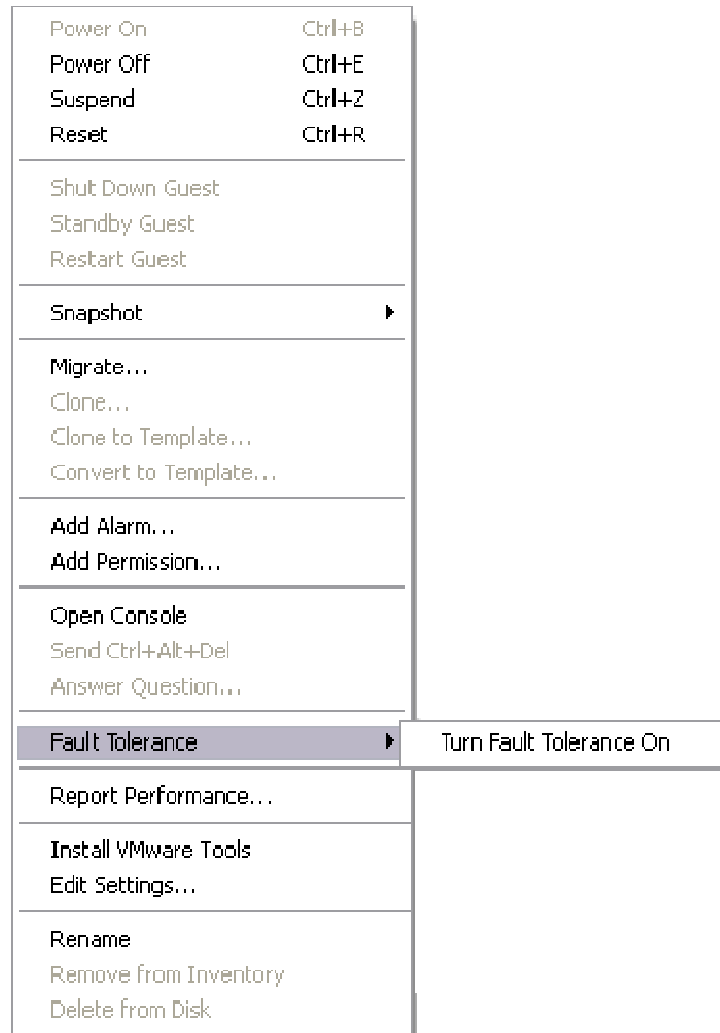 Power On Ctrl+B
Power Off Ctrl+E
Suspend Ctrl+Z
Reset Ctrl+R
Shut Down Guest
Standby Guest
Restart Guest
Snapshot
Migrate...
Clone...
Clone to Template...
Convert to Template...
Add Alarm...
Add Permission...
Open Console
Send Ctrl+Alt+Del
Answer Question...
Fault Tolerance
Turn Fault Tolerance On
Report Performance...
Install VMware Tools
Edit Settings...
Rename
Remove from Inventory
Delete from Disk